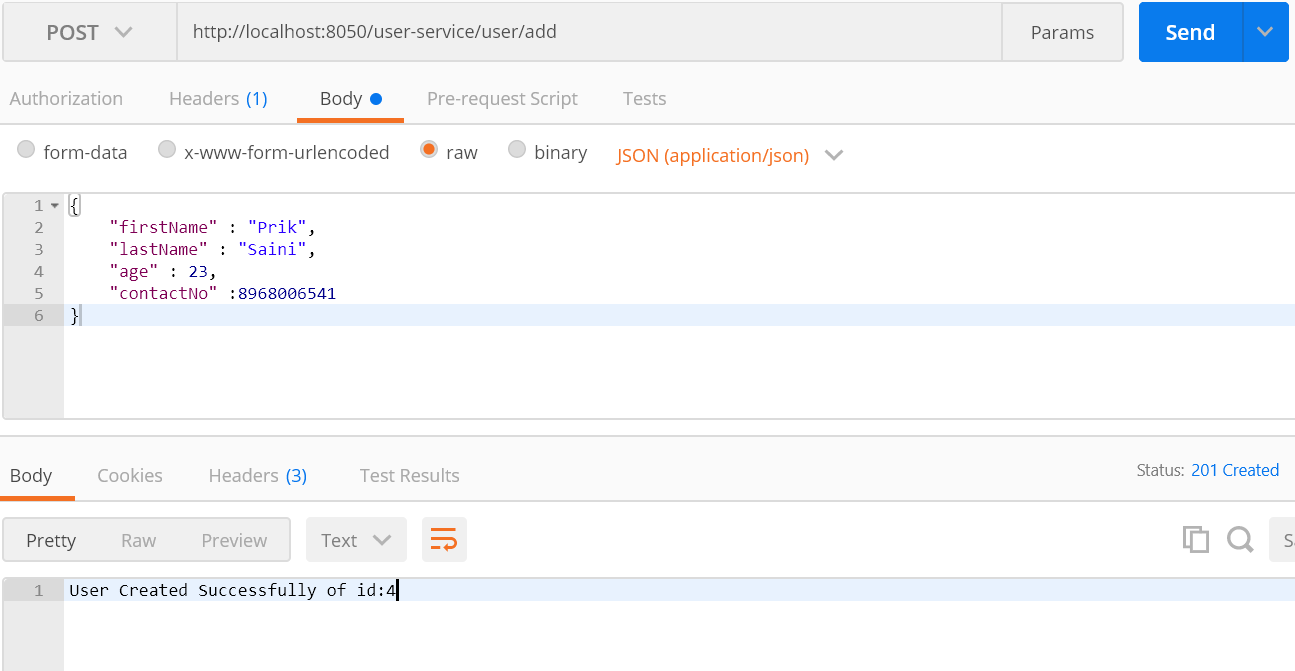 POST http://localhost:8050/user-service/user/add Params Send
Authorization Headers (1) Body Pre-request Script Tests
form-data x-www-form-urlencoded raw binary JSON (application/json)
1 {
2 "firstName" : "Prik",
3 "lastName" : "Saini",
4 "age" : 23,
5 "contactNo" :8968006541
6 }
Body Cookies Headers (3) Test Results Status: 201 Created
Pretty Raw Preview Text
1 User Created Successfully of id:4